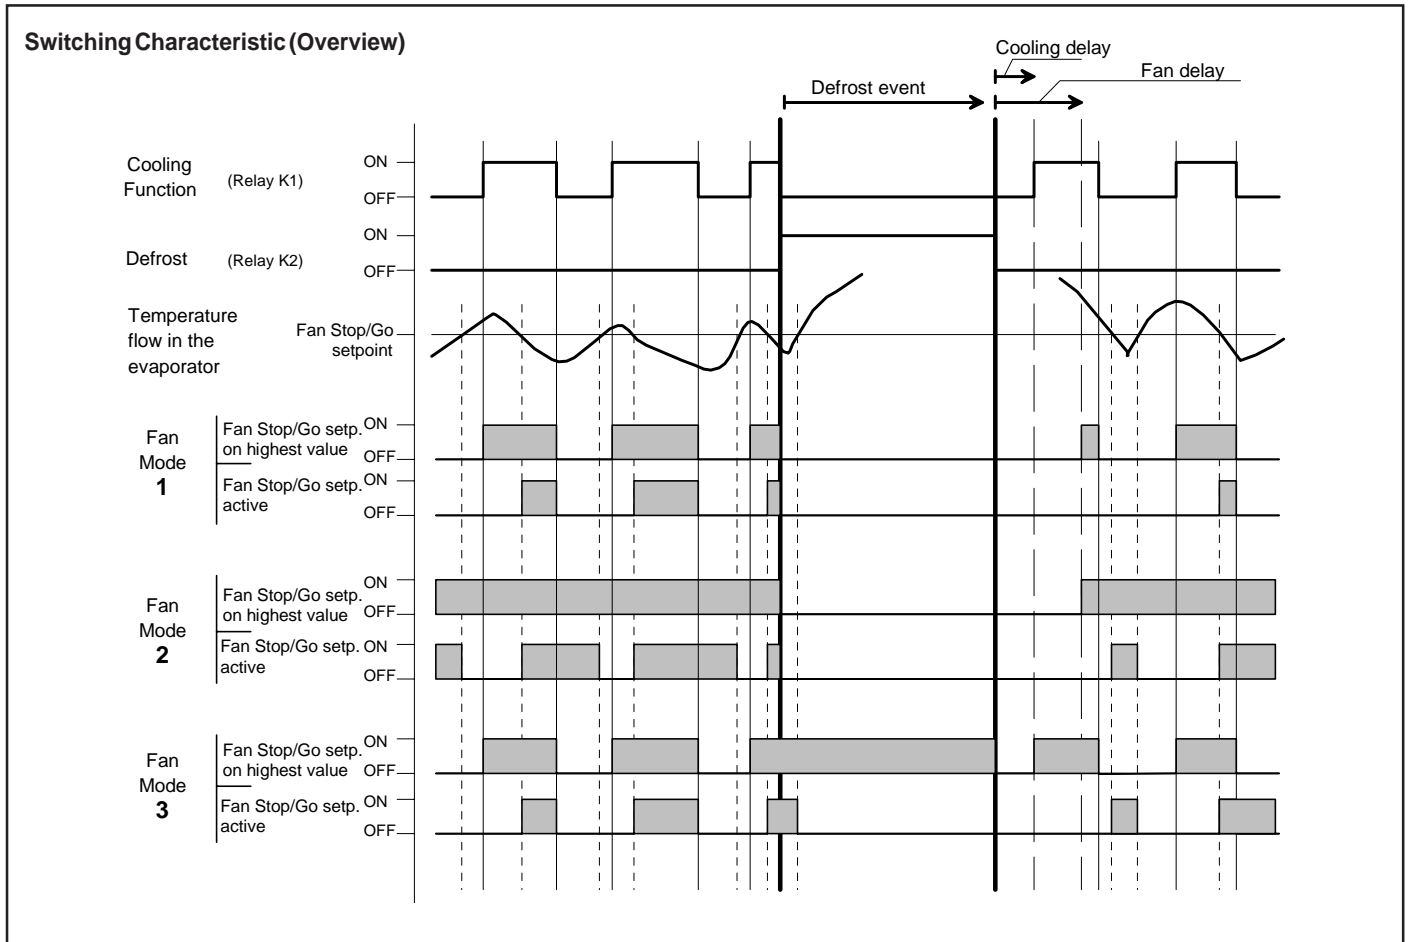 Switching Characteristic (Overview)
Cooling delay
Fan delay
Defrost event
Cooling
Function
(Relay K1)
ON
OFF
Defrost
(Relay K2)
ON
OFF
Temperature
flow in the
evaporator
Fan Stop/Go
setpoint
Fan
Mode
1
Fan Stop/Go setp.
on highest value
ON
OFF
Fan Stop/Go setp.
active
ON
OFF
Fan
Mode
2
Fan Stop/Go setp.
on highest value
ON
OFF
Fan Stop/Go setp.
active
ON
OFF
Fan
Mode
3
Fan Stop/Go setp.
on highest value
ON
OFF
Fan Stop/Go setp.
active
ON
OFF